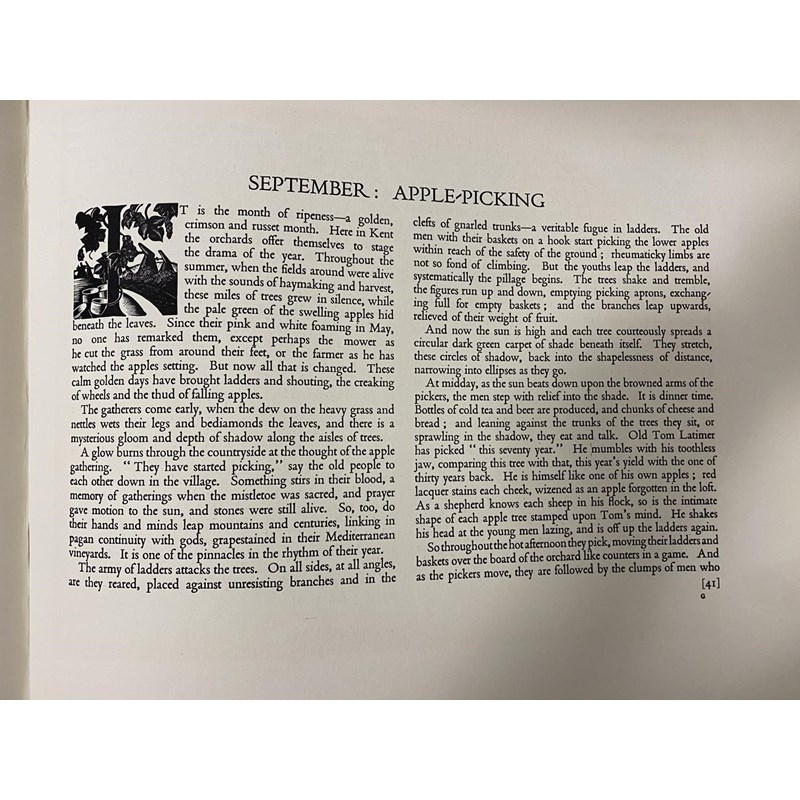 SEPTEMBER: APPLE-PICKING
IT is the month of ripeness—a golden,
crimson and russet month. Here in Kent
the orchards offer themselves to stage
the drama of the year. Throughout the
summer, when the fields around were alive
with the sounds of haymaking and harvest,
these miles of trees grew in silence, while
the pale green of the swelling apples hid
beneath the leaves. Since their pink and white foaming in May,
no one has remarked them, except perhaps the mower as
he cut the grass from around their feet, or the farmer as he has
watched the apples setting. But now all that is changed. These
calm golden days have brought ladders and shouting, the creaking
of wheels and the thud of falling apples.
The gatherers come early, when the dew on the heavy grass and
nettles wets their legs and bediamonds the leaves, and there is a
mysterious gloom and depth of shadow along the aisles of trees.
A glow burns through the countryside at the thought of the apple
gathering. “They have started picking,” say the old people to
each other down in the village. Something stirs in their blood, a
memory of gatherings when the mistletoe was sacred, and prayer
gave motion to the sun, and stones were still alive. So, too, do
their hands and minds leap mountains and centuries, linking in
pagan continuity with gods, grapestained in their Mediterranean
vineyards. It is one of the pinnacles in the rhythm of their year.
The army of ladders attacks the trees. On all sides, at all angles,
are they reared, placed against unresisting branches and in the
clefts of gnarled trunks—a veritable fugue in ladders. The old
men with their baskets on a hook start picking the lower apples
within reach of the safety of the ground; rheumaticky limbs are
not so fond of climbing. But the youths leap the ladders, and
systematically the pillage begins. The trees shake and tremble,
the figures run up and down, emptying picking aprons, exchang-
ing full for empty baskets; and the branches leap upwards,
relieved of their weight of fruit.
And now the sun is high and each tree courteously spreads a
circular dark green carpet of shade beneath itself. They stretch,
these circles of shadow, back into the shapelessness of distance,
narrowing into ellipses as they go.
At midday, as the sun beats down upon the browned arms of the
pickers, the men step with relief into the shade. It is dinner time.
Bottles of cold tea and beer are produced, and chunks of cheese and
bread; and leaning against the trunks of the trees they sit, or
sprawling in the shadow, they eat and talk. Old Tom Latimer
has picked “this seventy year.” He mumbles with his toothless
jaw, comparing this tree with that, this year’s yield with the one of
thirty years back. He is himself like one of his own apples; red
lacquer stains each cheek, wizened as an apple forgotten in the loft.
As a shepherd knows each sheep in his flock, so is the intimate
shape of each apple tree stamped upon Tom’s mind. He shakes
his head at the young men lazing, and is off up the ladders again.
So throughout the hot afternoon they pick, moving their ladders and
baskets over the board of the orchard like counters in a game. And
as the pickers move, they are followed by the clumps of men who
[41]
G